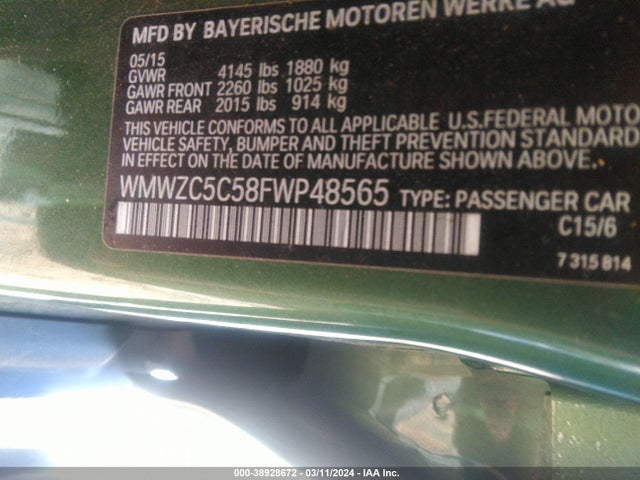 MFD BY BAYERISCHE MOTOREN WERKE AG
05/15
GVWR 4145 lbs 1880 kg
GAWR FRONT 2260 lbs 1025 kg
GAWR REAR 2015 lbs 914 kg
THIS VEHICLE CONFORMS TO ALL APPLICABLE U.S.FEDERAL MOTO
VEHICLE SAFETY, BUMPER AND THEFT PREVENTION STANDARD
IN EFFECT ON THE DATE OF MANUFACTURE SHOWN ABOVE.
WMWZC5C58FWP48565 TYPE: PASSENGER CAR
C15/6
7 315 814
000-38928672 - 03/11/2024 - IAA Inc.